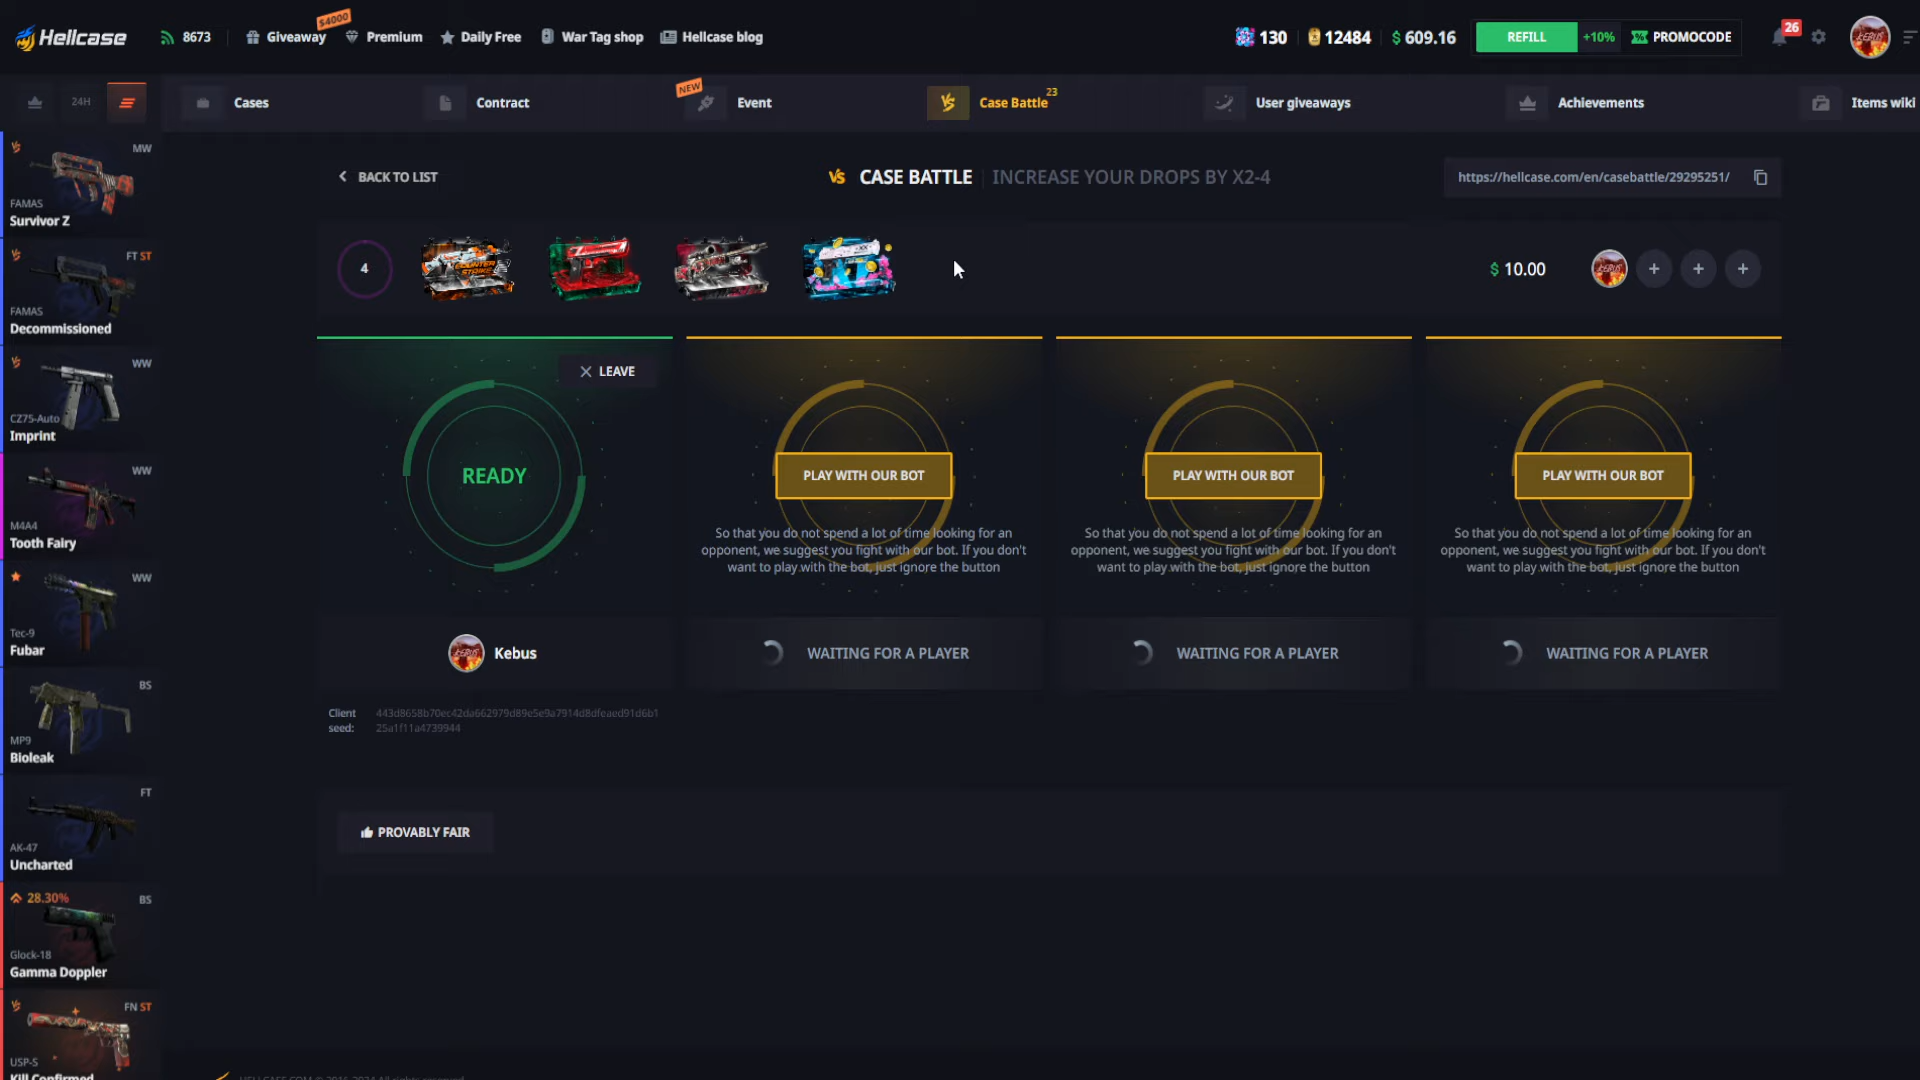 Hellcase
8673
Giveaway
$4000
Premium
Daily Free
War Tag shop
Hellcase blog
130
12484
$ 609.16
REFILL
+10%
PROMOCODE
26
24H
Cases
Contract
NEW
Event
VS
Case Battle
23
User giveaways
Achievements
Items wiki
BACK TO LIST
VS
CASE BATTLE
INCREASE YOUR DROPS BY X2-4
https://hellcase.com/en/casebattle/29295251/
4
COUNTER STRIKE
$ 10.00
+
+
+
LEAVE
READY
PLAY WITH OUR BOT
So that you do not spend a lot of time looking for an
opponent, we suggest you fight with our bot. If you don't
want to play with the bot, just ignore the button
PLAY WITH OUR BOT
So that you do not spend a lot of time looking for an
opponent, we suggest you fight with our bot. If you don't
want to play with the bot, just ignore the button
PLAY WITH OUR BOT
So that you do not spend a lot of time looking for an
opponent, we suggest you fight with our bot. If you don't
want to play with the bot, just ignore the button
Kebus
WAITING FOR A PLAYER
WAITING FOR A PLAYER
WAITING FOR A PLAYER
Client
seed:
443d8658b70ec42da662979d89e5e9a7914d8dfeaed91d6b1
25a1f11a4739944
PROVABLY FAIR
VS
MW
FAMAS
Survivor Z
VS
FT ST
FAMAS
Decommissioned
VS
WW
CZ75-Auto
Imprint
WW
M4A4
Tooth Fairy
WW
Tec-9
Fubar
BS
MP9
Bioleak
FT
AK-47
Uncharted
28.30%
BS
Glock-18
Gamma Doppler
VS
FN ST
USP-S
Kill Confirmed